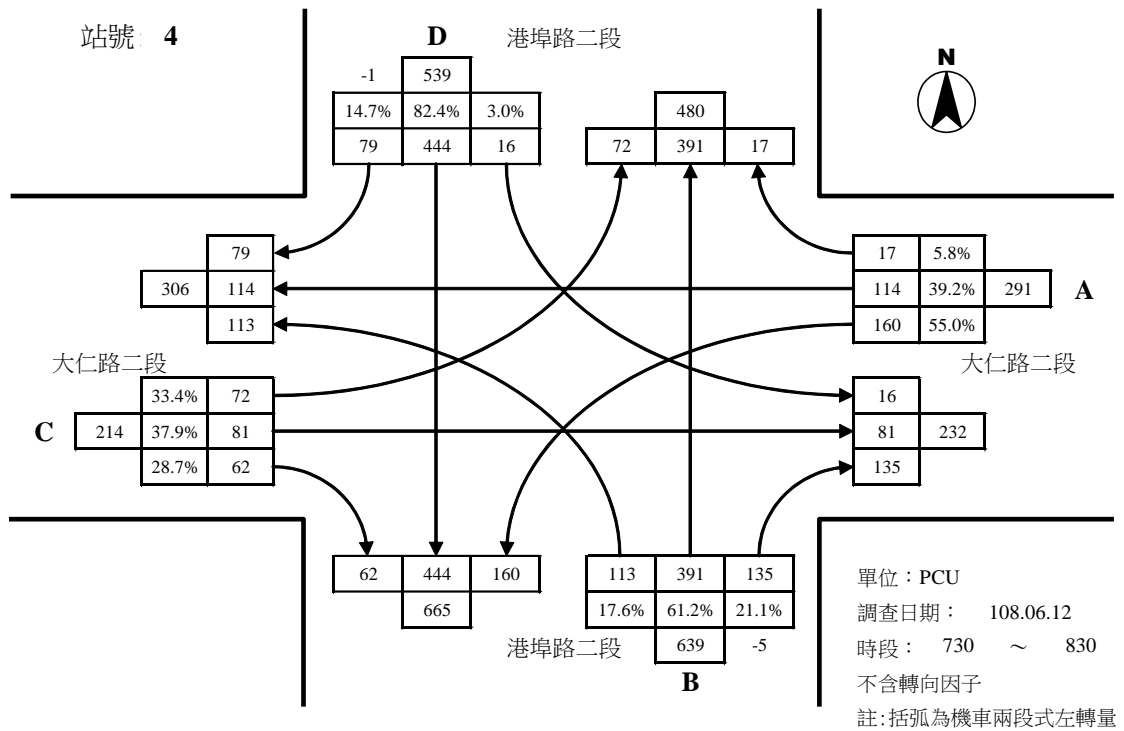 站號: 4
D
港埠路二段
N
-1 539
14.7% 82.4% 3.0%
79 444 16
480
72 391 17
79
306 114
113
17 5.8%
114 39.2% 291
160 55.0%
A
大仁路二段
大仁路二段
33.4% 72
C
214 37.9% 81
28.7% 62
16
81 232
135
62 444 160
665
113 391 135
17.6% 61.2% 21.1%
639 -5
港埠路二段
B
單位：PCU
調查日期： 108.06.12
時段： 730 ～ 830
不含轉向因子
註:括弧為機車兩段式左轉量